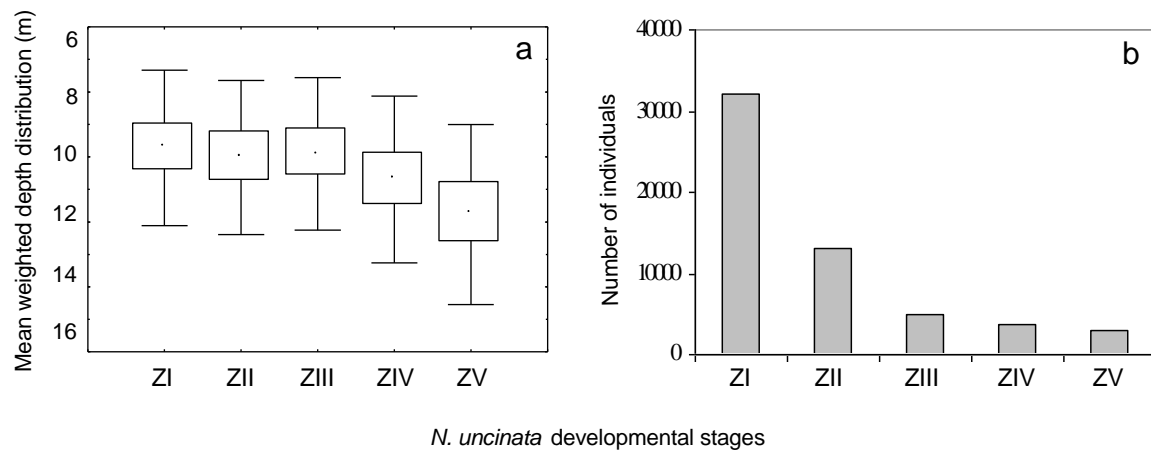 Mean weighted depth distribution (m)
6
8
10
12
14
16
a
ZI ZII ZIII ZIV ZV
Number of individuals
40000
30000
20000
10000
0
b
ZI ZII ZIII ZIV ZV
N. uncinata developmental stages